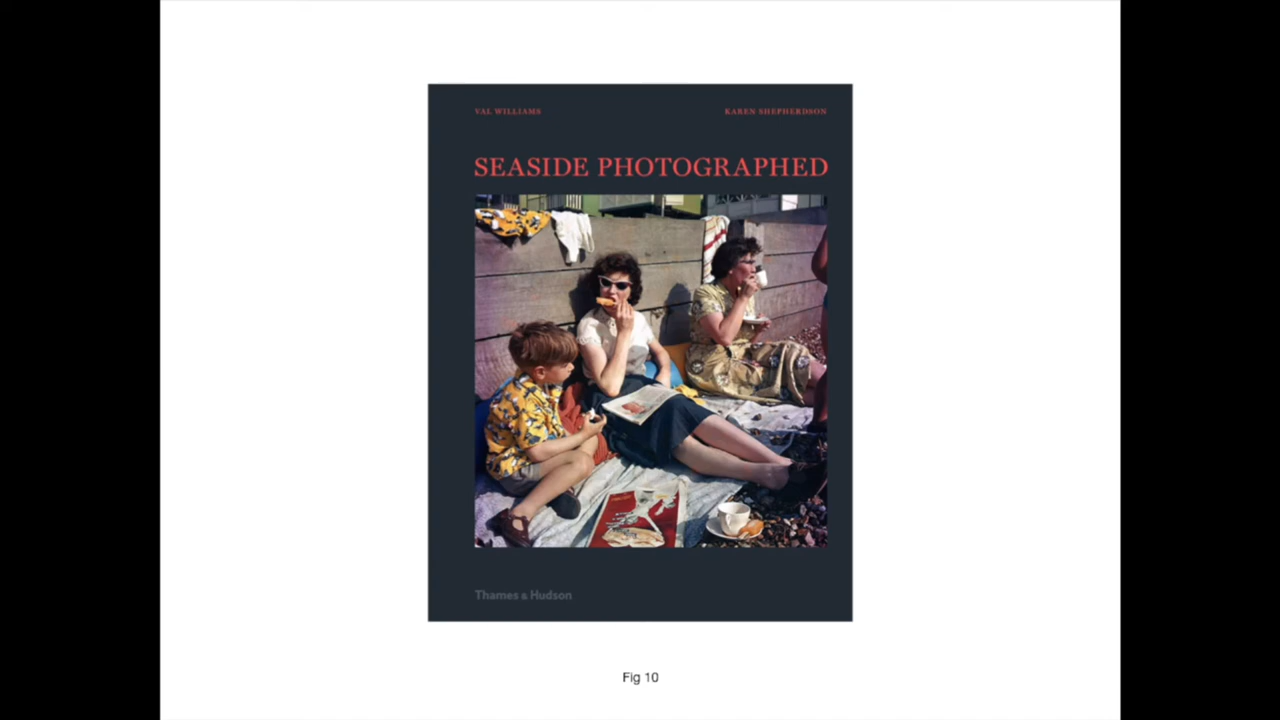 VAL WILLIAMS
KAREN SHEPHERDSON
SEASIDE PHOTOGRAPHED
Thames & Hudson
Fig 10